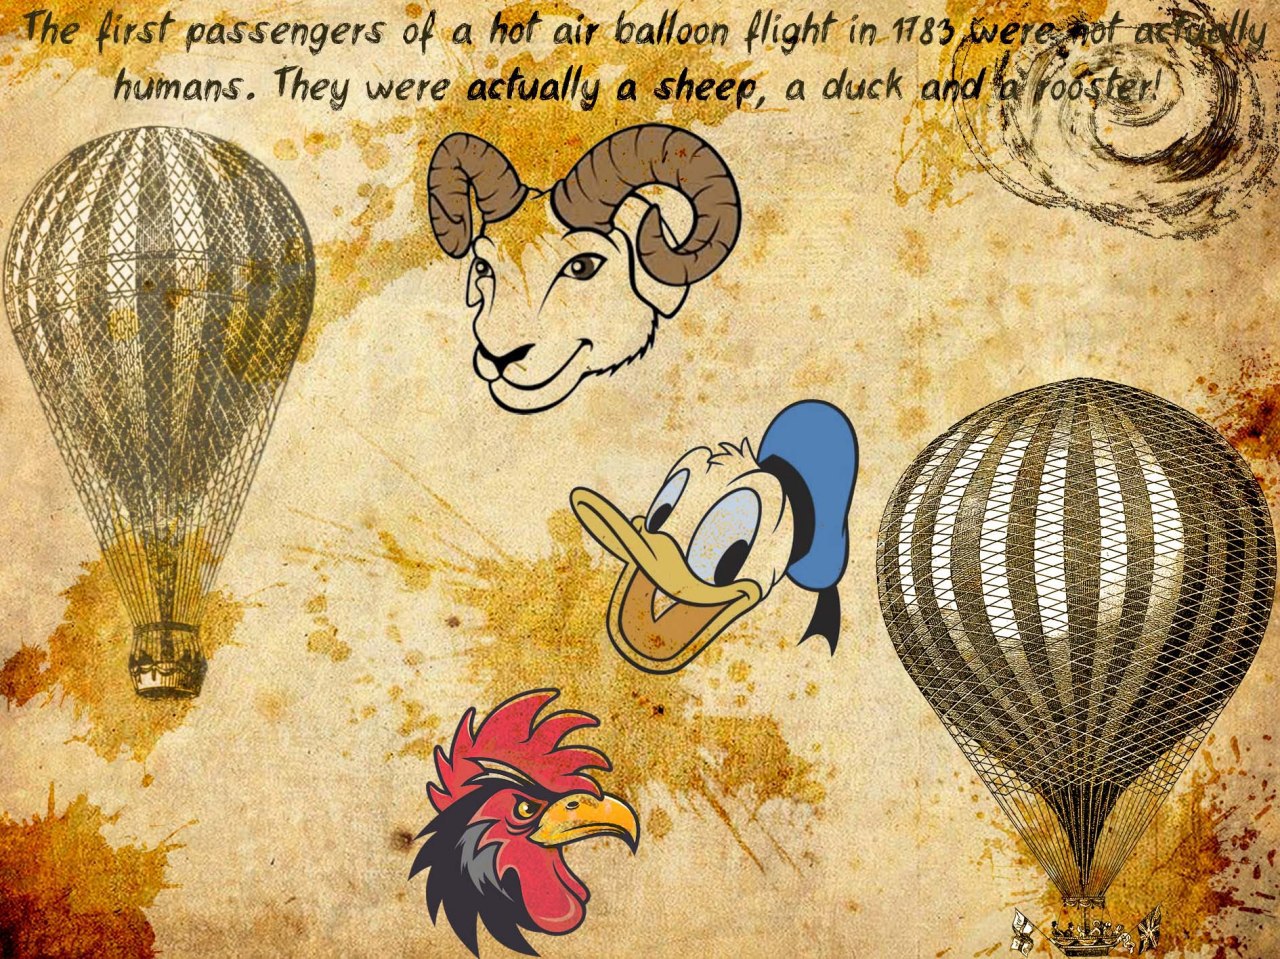 The first passengers of a hot air balloon flight in 1783 were not actually
humans. They were actually a sheep, a duck and a rooster!